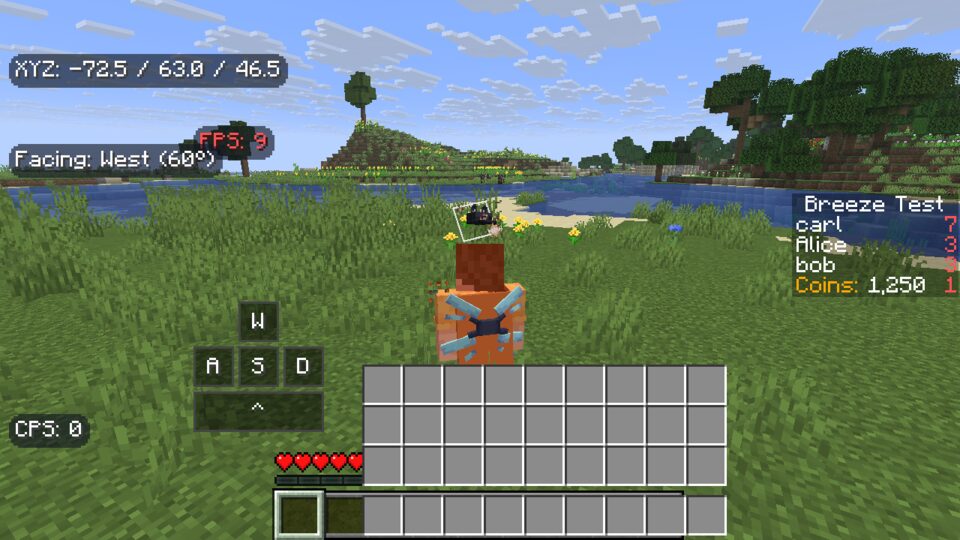 XYZ: -72.5 / 63.0 / 46.5
FPS: 9
Facing: West (60°)
Breeze Test
carl 7
Alice 3
bob
Coins: 1,250 1
W
A S D
^
CPS: 0